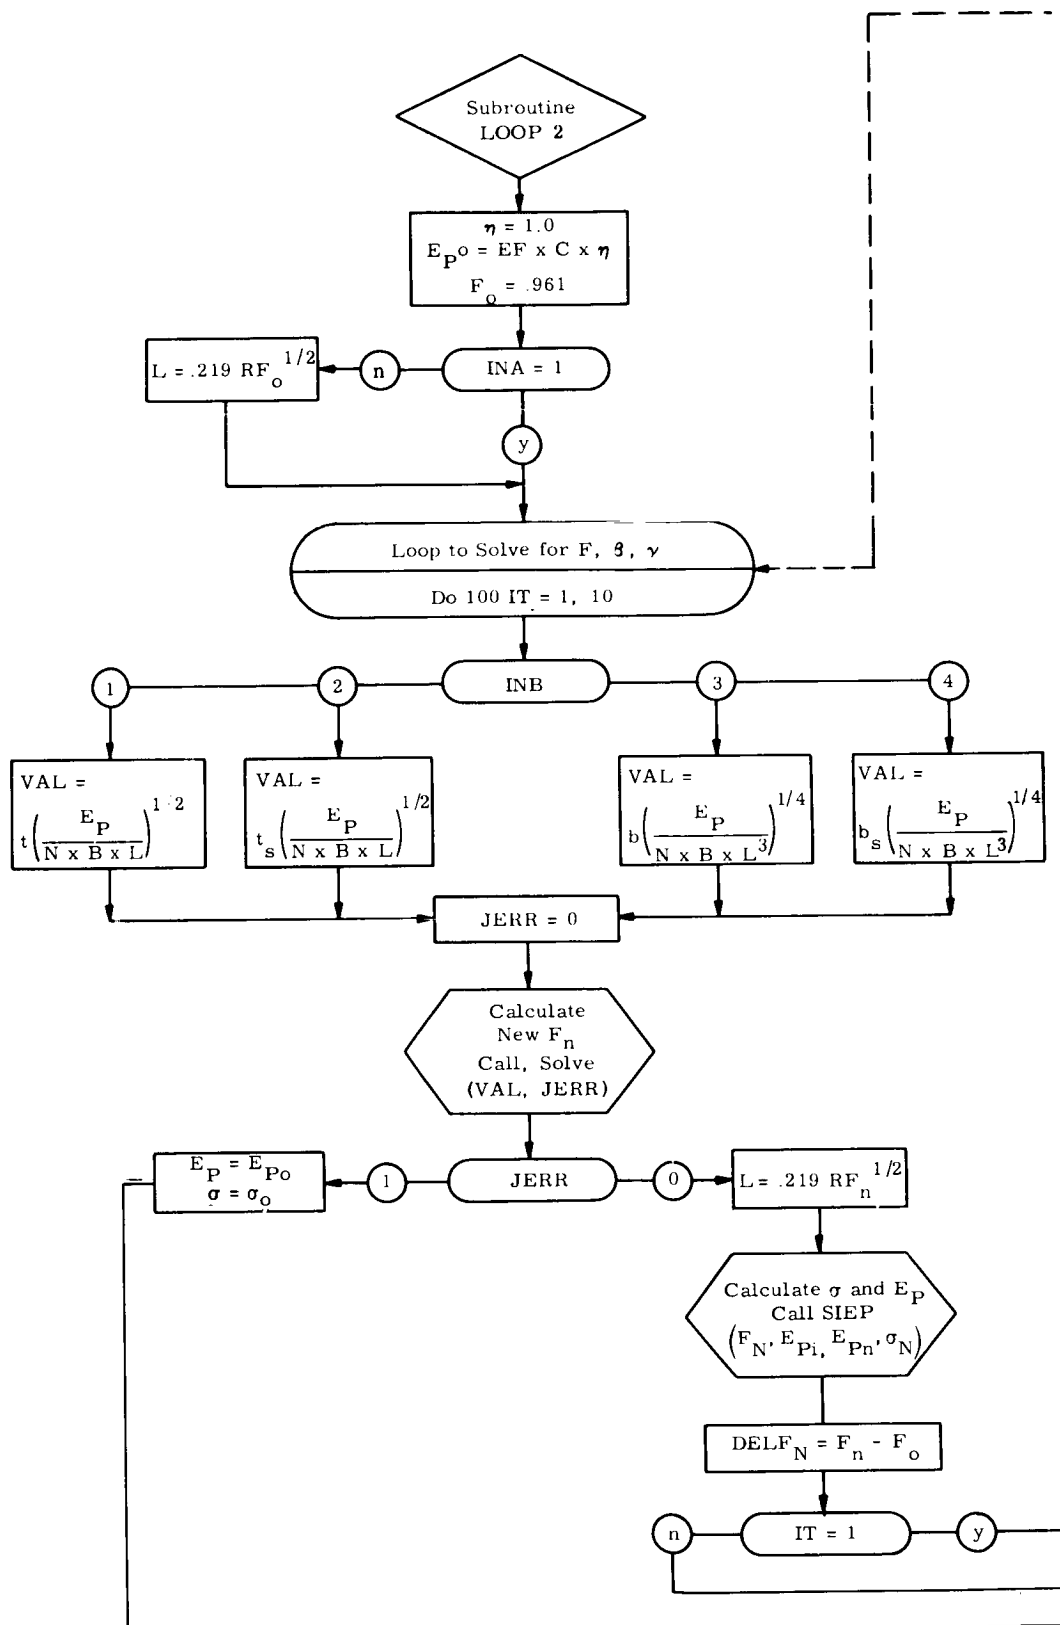 Subroutine
LOOP 2
η = 1.0
E_P o = EF x C x η
F_o = .961
L = .219 RF_o^1/2
n
INA = 1
y
Loop to Solve for F, β, γ
Do 100 IT = 1, 10
1
2
INB
3
4
VAL =
t(E_P / N x B x L)^1/2
VAL =
t_s(E_P / N x B x L)^1/2
VAL =
b(E_P / N x B x L^3)^1/4
VAL =
b_s(E_P / N x B x L^3)^1/4
JERR = 0
Calculate
New F_n
Call, Solve
(VAL, JERR)
E_P = E_Po
σ = σ_o
1
JERR
0
L = .219 RF_n^1/2
Calculate σ and E_P
Call SIEP
(F_N, E_Pi, E_Pn, σ_N)
DELF_N = F_n - F_o
n
IT = 1
y